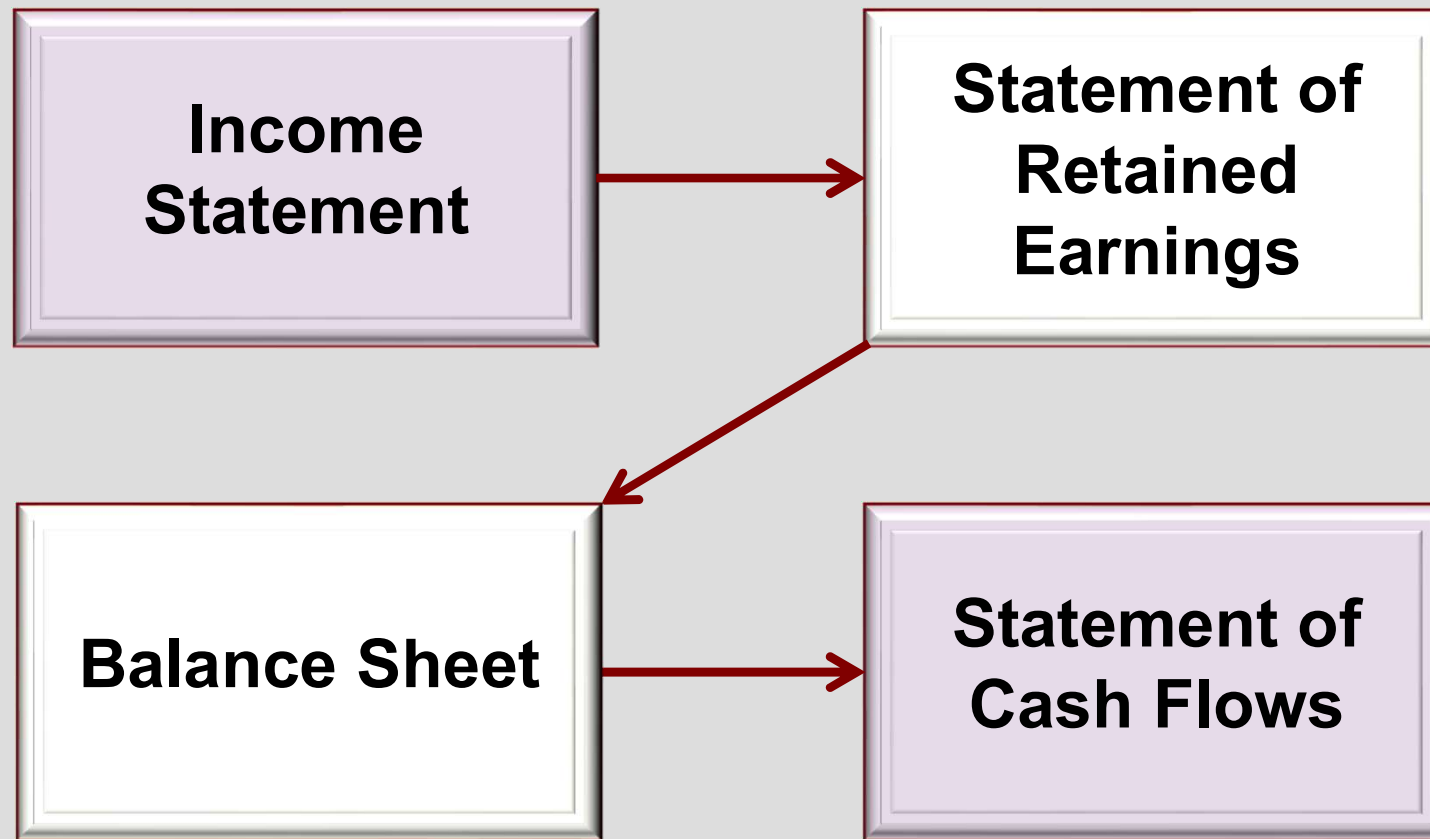 Income
Statement
Statement of
Retained
Earnings
Balance Sheet
Statement of
Cash Flows